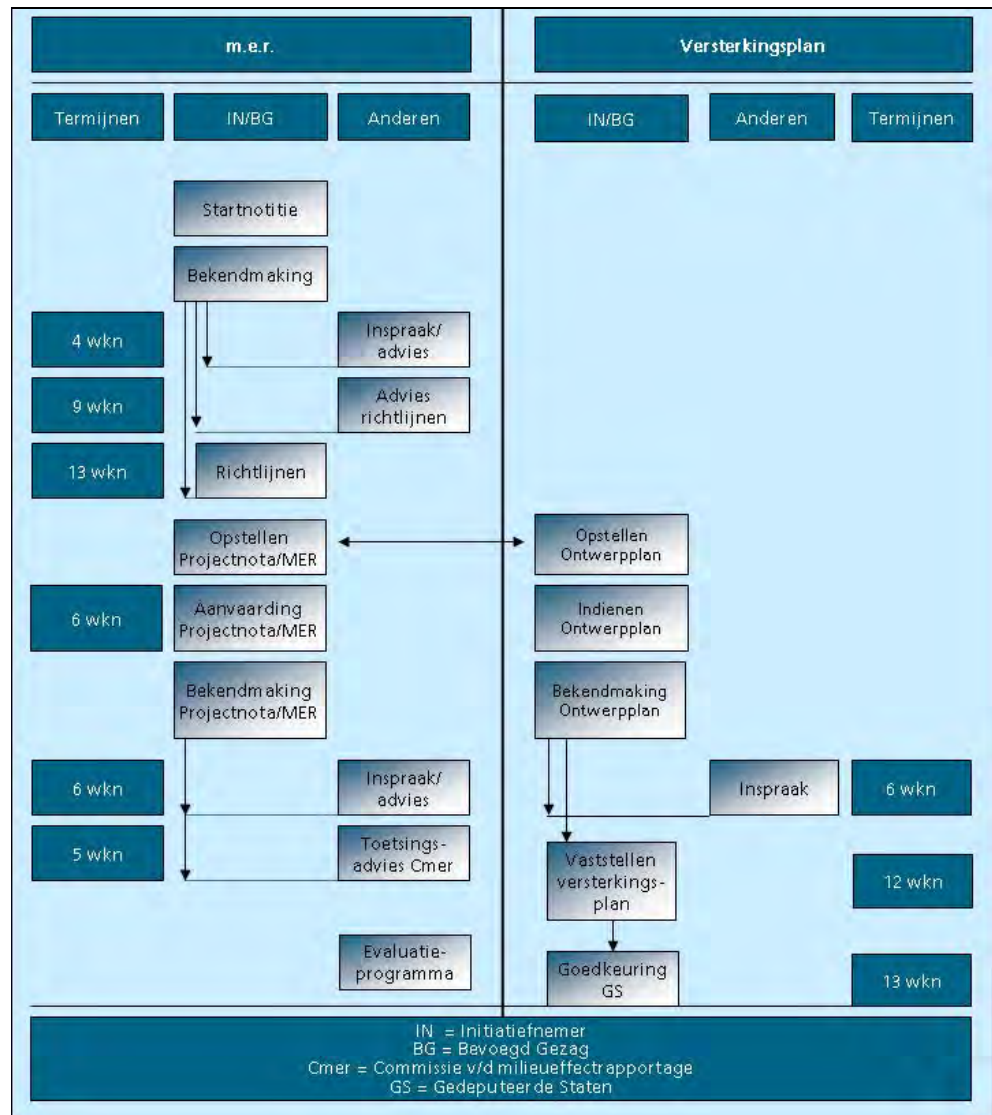 m.e.r.
Versterkingsplan
Termijnen
IN/BG
Anderen
IN/BG
Anderen
Termijnen
Startnotitie
Bekendmaking
4 wkn
Inspraak/
advies
9 wkn
Advies
richtlijnen
13 wkn
Richtlijnen
Opstellen
Projectnota/MER
Opstellen
Ontwerpplan
6 wkn
Aanvaarding
Projectnota/MER
Indienen
Ontwerpplan
Bekendmaking
Projectnota/MER
Bekendmaking
Ontwerpplan
6 wkn
Inspraak/
advies
Inspraak
6 wkn
5 wkn
Toetsings-
advies Cmer
Vaststellen
versterkings-
plan
12 wkn
Evaluatie-
programma
Goedkeuring
GS
13 wkn
IN = Initiatiefnemer
BG = Bevoegd Gezag
Cmer = Commissie v/d milieueffectrapportage
GS = Gedeputeerde Staten